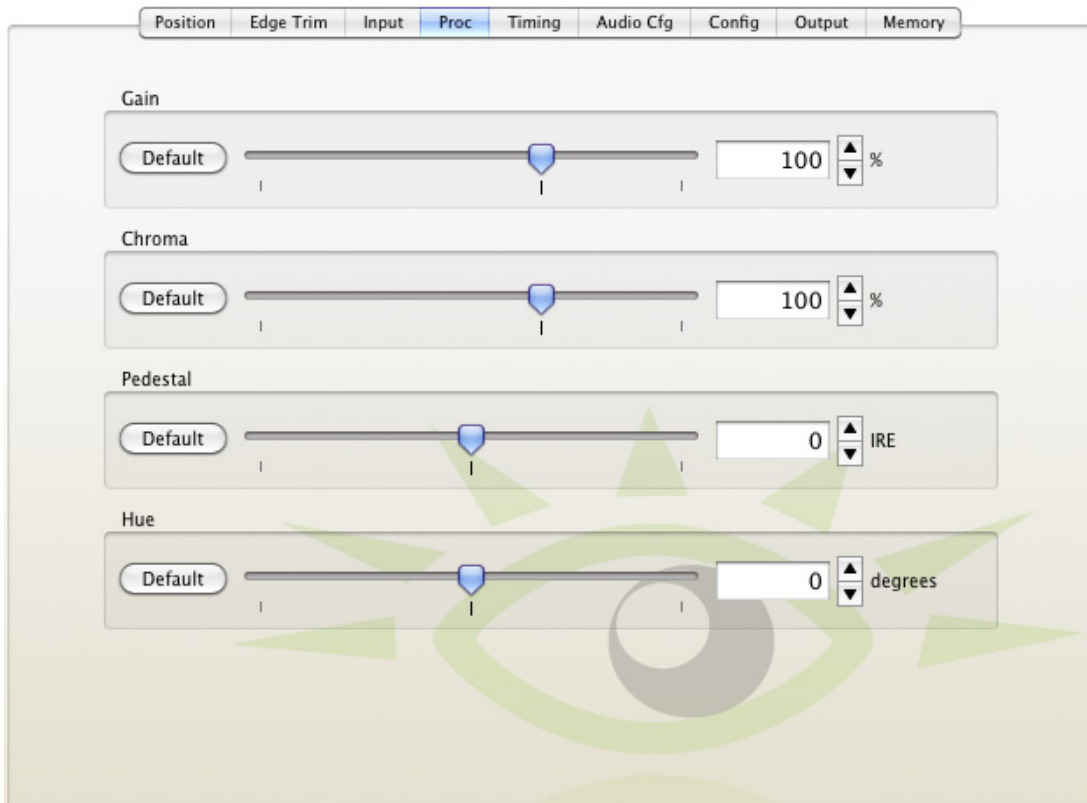 Position Edge Trim Input Proc Timing Audio Cfg Config Output Memory
Gain
Default 100 %
Chroma
Default 100 %
Pedestal
Default 0 IRE
Hue
Default 0 degrees